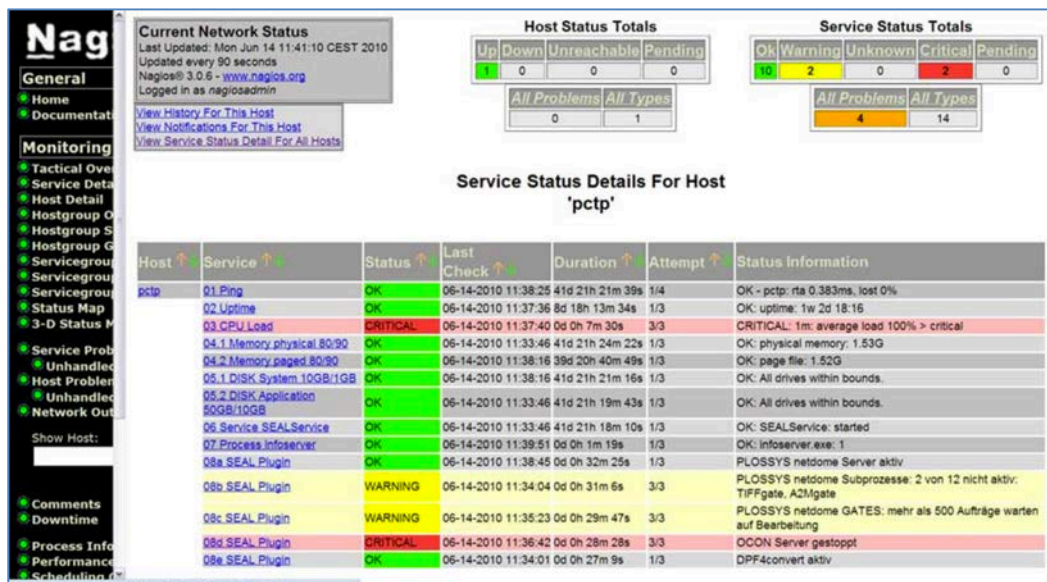 Nag
General
Home
Documentati
Monitoring
Tactical Ove
Service Deta
Host Detail
Hostgroup O
Hostgroup S
Hostgroup G
Servicegrou
Servicegrou
Servicegrou
Status Map
3-D Status M
Service Prob
Unhandled
Host Problem
Unhandled
Network Out
Show Host:
Comments
Downtime
Process Info
Performance
Scheduling
Current Network Status
Last Updated: Mon Jun 14 11:41:10 CEST 2010
Updated every 90 seconds
Nagios® 3.0.6 - www.nagios.org
Logged in as nagiosadmin
View History For This Host
View Notifications For This Host
View Service Status Detail For All Hosts
Host Status Totals
Up Down Unreachable Pending
1 0 0 0
All Problems All Types
0 1
Service Status Totals
Ok Warning Unknown Critical Pending
10 2 0 2 0
All Problems All Types
4 14
Service Status Details For Host
'pctp'
Host Service Status Last Check Duration Attempt Status Information
pctp 01 Ping OK 06-14-2010 11:38:25 41d 21h 21m 39s 1/4 OK - pctp: rta 0.383ms, lost 0%
02 Uptime OK 06-14-2010 11:37:36 8d 18h 13m 34s 1/3 OK: uptime: 1w 2d 18:16
03 CPU Load CRITICAL 06-14-2010 11:37:40 0d 0h 7m 30s 3/3 CRITICAL: 1m: average load 100% > critical
04.1 Memory physical 80/90 OK 06-14-2010 11:33:46 41d 21h 24m 22s 1/3 OK: physical memory: 1.53G
04.2 Memory paged 80/90 OK 06-14-2010 11:38:16 39d 20h 40m 49s 1/3 OK: page file: 1.52G
05.1 DISK System 10GB/1GB OK 06-14-2010 11:38:16 41d 21h 21m 16s 1/3 OK: All drives within bounds.
05.2 DISK Application 50GB/10GB OK 06-14-2010 11:33:46 41d 21h 19m 43s 1/3 OK: All drives within bounds.
06 Service SEALService OK 06-14-2010 11:33:46 41d 21h 18m 10s 1/3 OK: SEALService: started
07 Process Infoserver OK 06-14-2010 11:39:51 0d 0h 1m 19s 1/3 OK: infoserver.exe: 1
08a SEAL Plugin OK 06-14-2010 11:38:45 0d 0h 32m 25s 1/3 PLOSSYS netdome Server aktiv
08b SEAL Plugin WARNING 06-14-2010 11:34:04 0d 0h 31m 6s 3/3 PLOSSYS netdome Subprozesse: 2 von 12 nicht aktiv: TIFFgate, A2Mgate
08c SEAL Plugin WARNING 06-14-2010 11:35:23 0d 0h 29m 47s 3/3 PLOSSYS netdome GATES: mehr als 500 Aufträge warten auf Bearbeitung
08d SEAL Plugin CRITICAL 06-14-2010 11:36:42 0d 0h 28m 28s 3/3 OCON Server gestoppt
08e SEAL Plugin OK 06-14-2010 11:34:01 0d 0h 27m 9s 1/3 DPF4convert aktiv